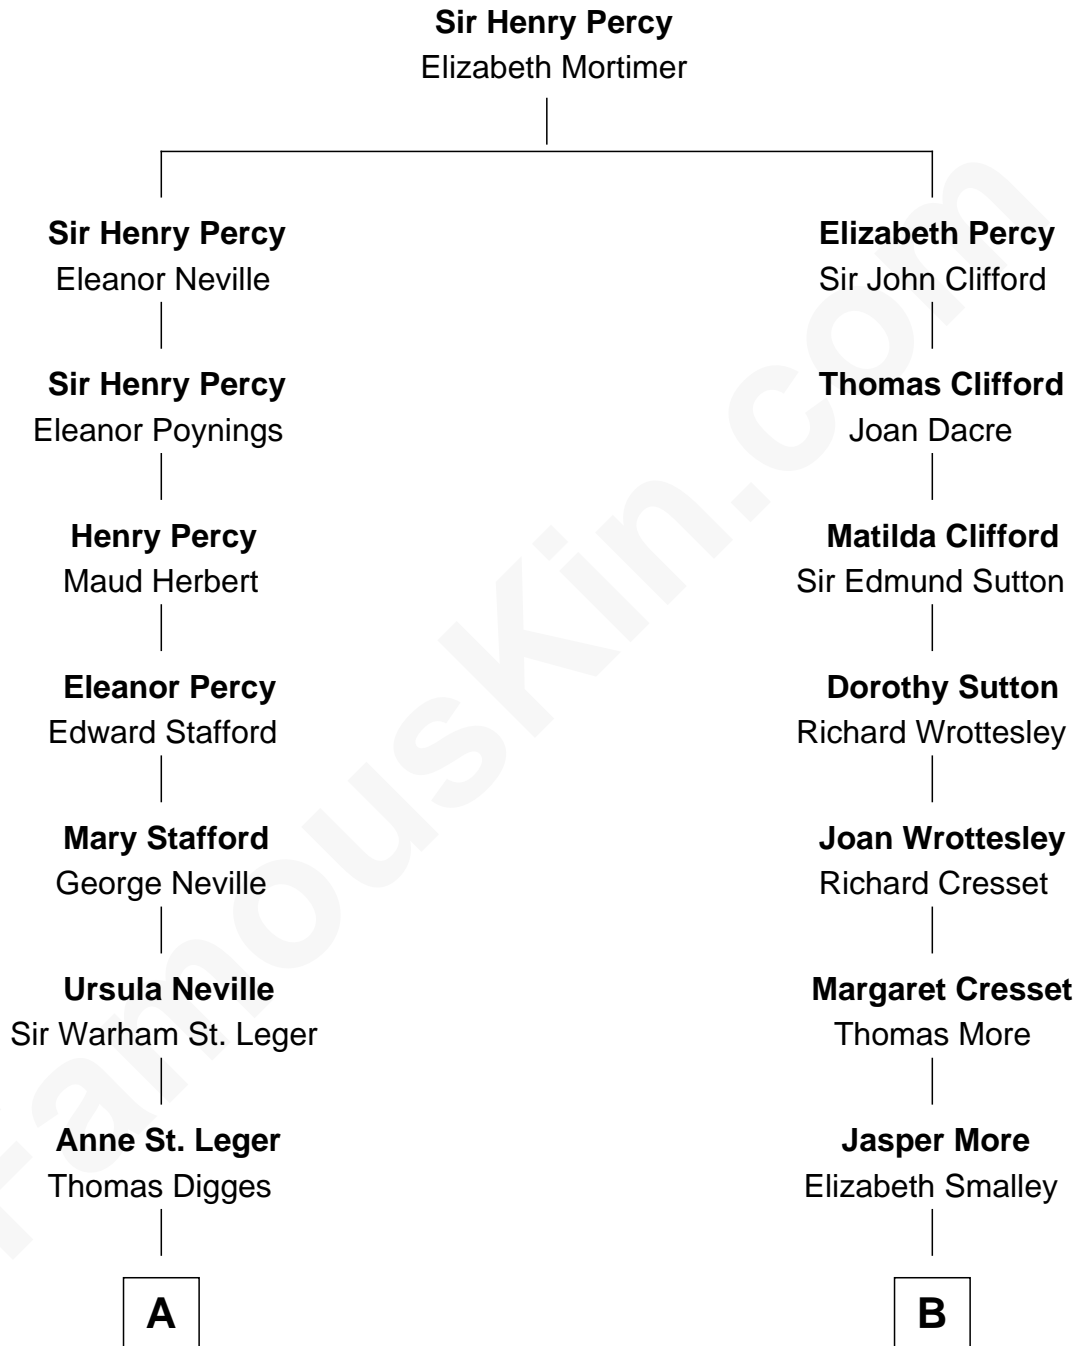 Sir Henry Percy
Elizabeth Mortimer
Sir Henry Percy
Eleanor Neville
Elizabeth Percy
Sir John Clifford
Sir Henry Percy
Eleanor Poynings
Thomas Clifford
Joan Dacre
Henry Percy
Maud Herbert
Matilda Clifford
Sir Edmund Sutton
Eleanor Percy
Edward Stafford
Dorothy Sutton
Richard Wrottesley
Mary Stafford
George Neville
Joan Wrottesley
Richard Cresset
Ursula Neville
Sir Warham St. Leger
Margaret Cresset
Thomas More
Anne St. Leger
Thomas Digges
Jasper More
Elizabeth Smalley
A
B
FamousKin.com